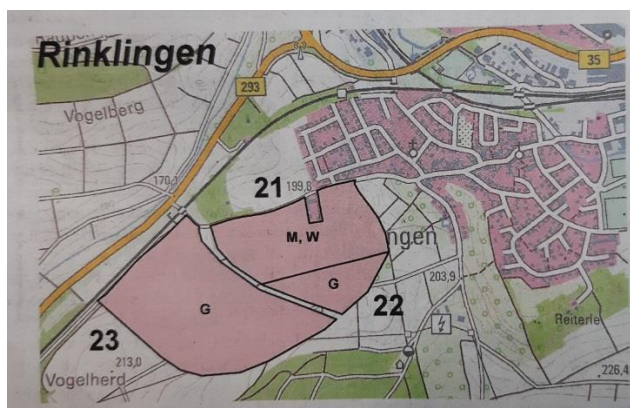 Rinklingen
35
293
Vogelberg
170,1
21
199,8
M, W
ngen
G
203,9
22
G
23
213,0
Vogelherd
Reiterle
226,4